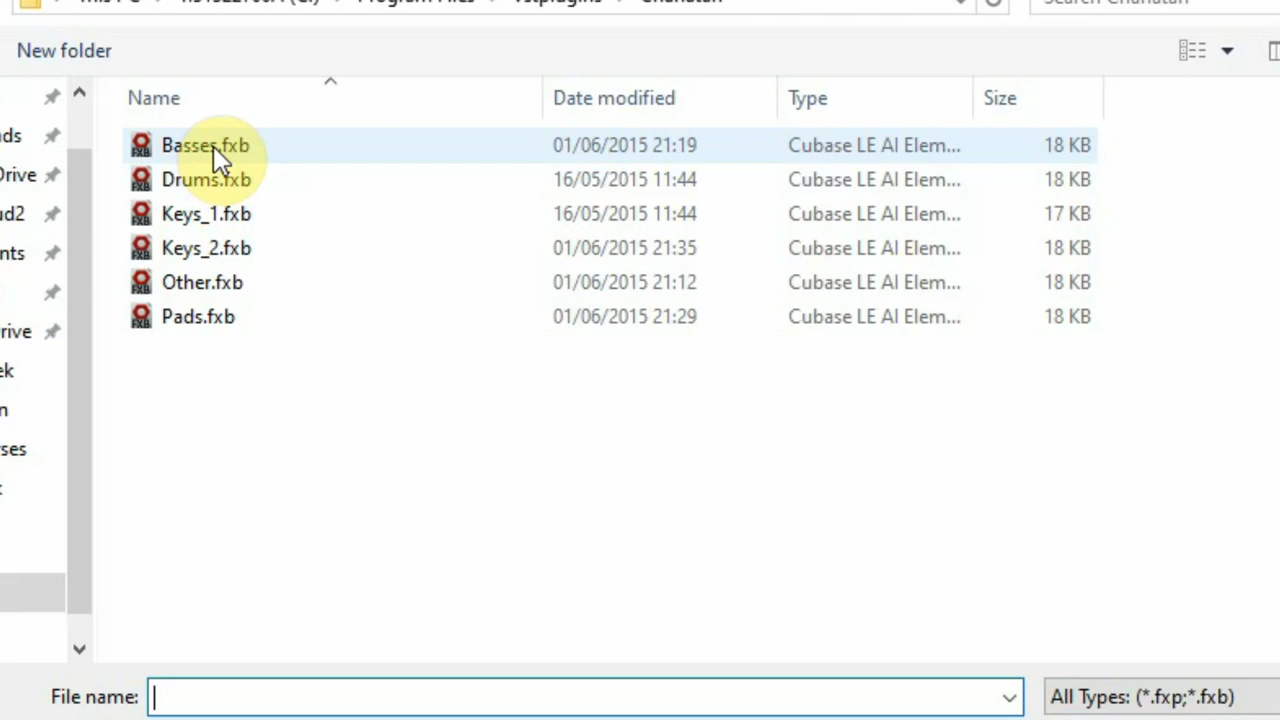 New folder
Name Date modified Type Size
Basses.fxb 01/06/2015 21:19 Cubase LE AI Elem... 18 KB
Drums.fxb 16/05/2015 11:44 Cubase LE AI Elem... 18 KB
Keys_1.fxb 16/05/2015 11:44 Cubase LE AI Elem... 17 KB
Keys_2.fxb 01/06/2015 21:35 Cubase LE AI Elem... 18 KB
Other.fxb 01/06/2015 21:12 Cubase LE AI Elem... 18 KB
Pads.fxb 01/06/2015 21:29 Cubase LE AI Elem... 18 KB
File name: All Types: (*.fxp;*.fxb)